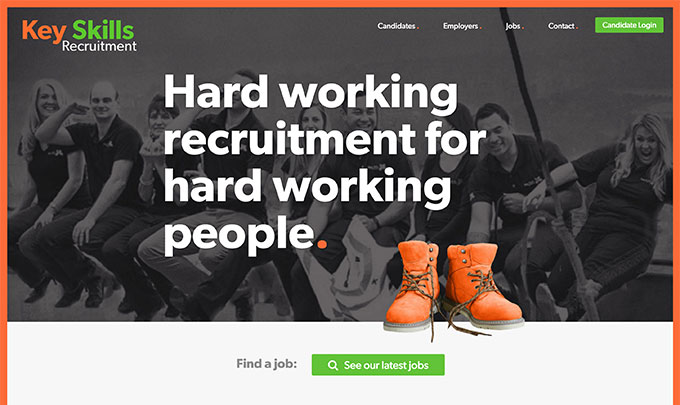 Key Skills
Recruitment
Candidates .
Employers .
Jobs .
Contact .
Candidate Login
Hard working
recruitment for
hard working
people.
Find a job:
See our latest jobs